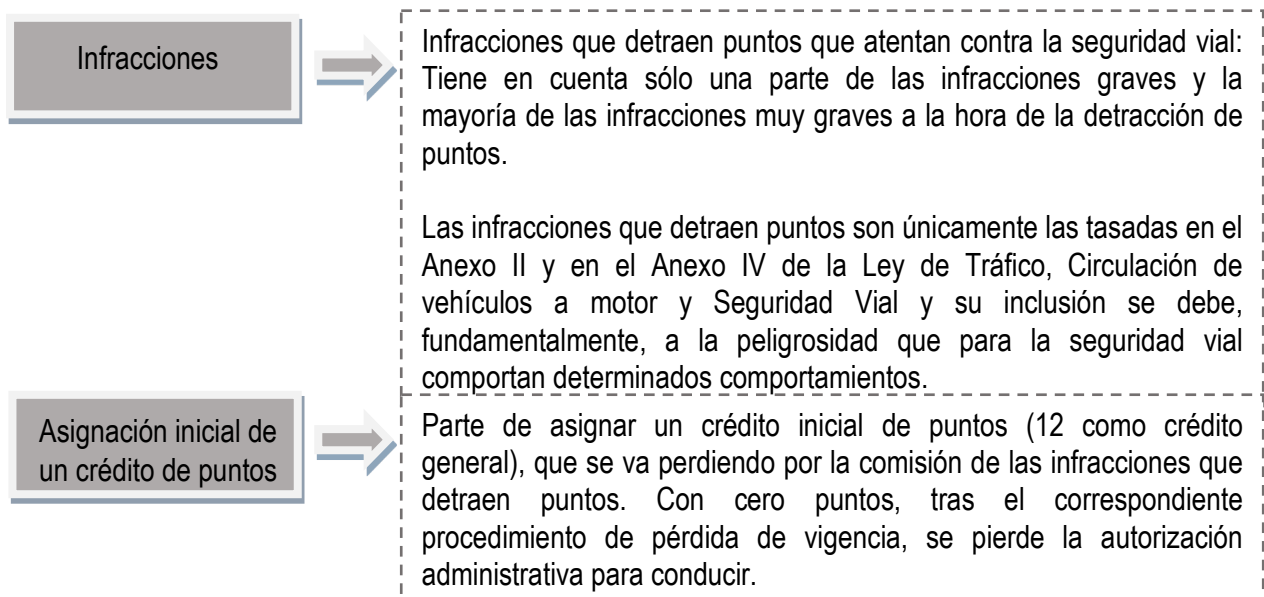 Infracciones
Infracciones que detraen puntos que atentan contra la seguridad vial:
Tiene en cuenta sólo una parte de las infracciones graves y la
mayoría de las infracciones muy graves a la hora de la detracción de
puntos.
Las infracciones que detraen puntos son únicamente las tasadas en el
Anexo II y en el Anexo IV de la Ley de Tráfico, Circulación de
vehículos a motor y Seguridad Vial y su inclusión se debe,
fundamentalmente, a la peligrosidad que para la seguridad vial
comportan determinados comportamientos.
Asignación inicial de
un crédito de puntos
Parte de asignar un crédito inicial de puntos (12 como crédito
general), que se va perdiendo por la comisión de las infracciones que
detraen puntos. Con cero puntos, tras el correspondiente
procedimiento de pérdida de vigencia, se pierde la autorización
administrativa para conducir.